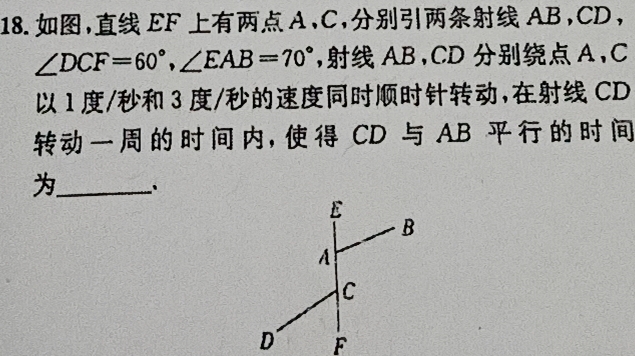 18. 如图,直线 EF 上有两点 A,C,分别引两条射线 AB,CD,
∠DCF=60°,∠EAB=70°,射线 AB,CD 分别绕点 A,C
以 1 度/秒和 3 度/秒的速度同时顺时针转动,在射线 CD
转动一周的时间内,使得 CD 与 AB 平行的时间
为________.
E
B
A
C
D
F